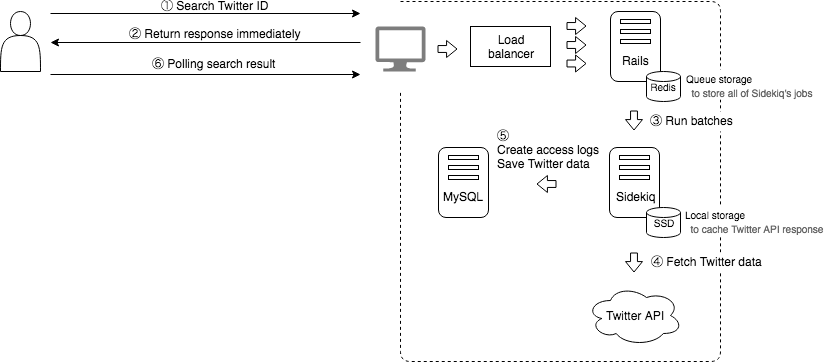 ① Search Twitter ID
② Return response immediately
⑥ Polling search result
Load
balancer
Rails
Redis
Queue storage
to store all of Sidekiq's jobs
③ Run batches
⑤
Create access logs
Save Twitter data
MySQL
Sidekiq
SSD
Local storage
to cache Twitter API response
④ Fetch Twitter data
Twitter API